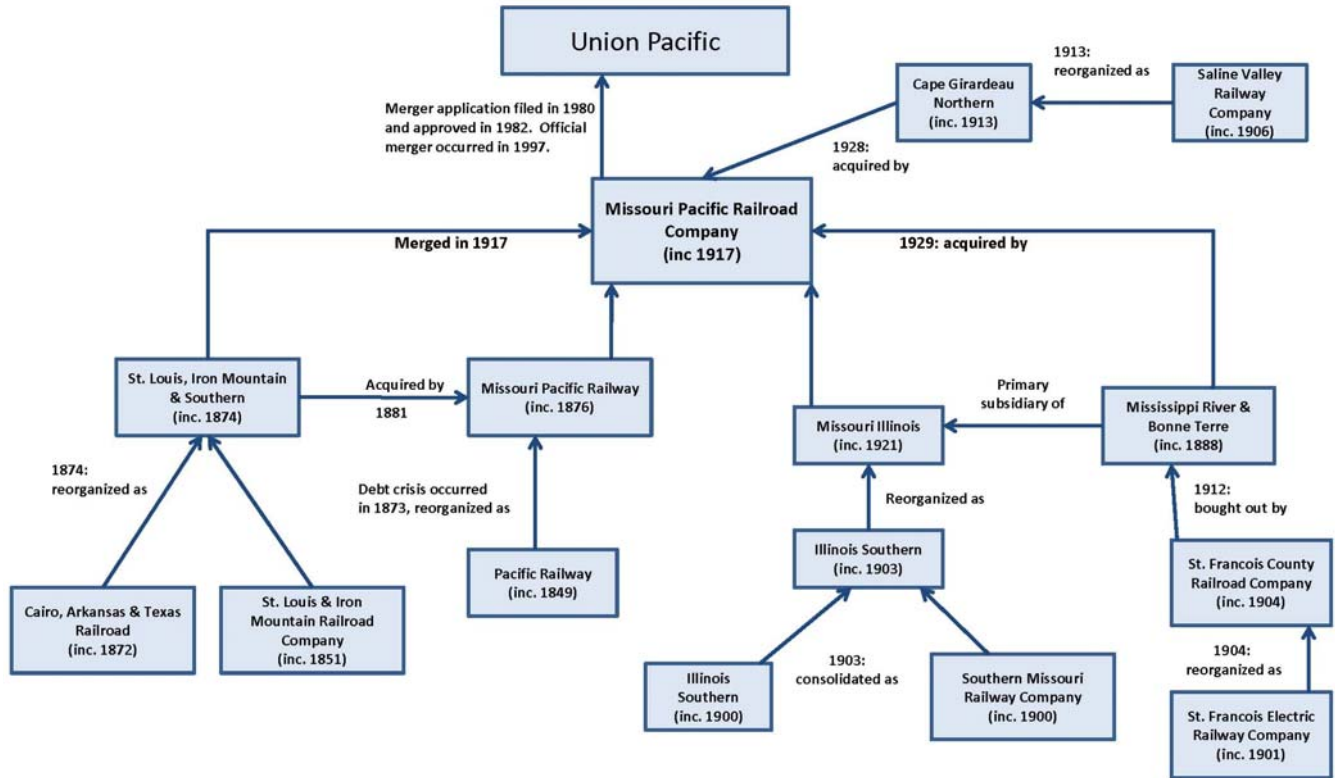 Union Pacific
1913:
reorganized as
Cape Girardeau
Northern
(inc. 1913)
Saline Valley
Railway
Company
(inc. 1906)
Merger application filed in 1980
and approved in 1982.  Official
merger occurred in 1997.
1928:
acquired by
Missouri Pacific Railroad
Company
(inc 1917)
Merged in 1917
1929: acquired by
St. Louis, Iron Mountain
& Southern
(inc. 1874)
Acquired by
1881
Missouri Pacific Railway
(inc. 1876)
Missouri Illinois
(inc. 1921)
Primary
subsidiary of
Mississippi River &
Bonne Terre
(inc. 1888)
1874:
reorganized as
Debt crisis occurred
in 1873, reorganized as
Reorganized as
1912:
bought out by
Cairo, Arkansas & Texas
Railroad
(inc. 1872)
St. Louis & Iron
Mountain Railroad
Company
(inc. 1851)
Pacific Railway
(inc. 1849)
Illinois Southern
(inc. 1903)
St. Francois County
Railroad Company
(inc. 1904)
Illinois
Southern
(inc. 1900)
1903:
consolidated as
Southern Missouri
Railway Company
(inc. 1900)
1904:
reorganized as
St. Francois Electric
Railway Company
(inc. 1901)